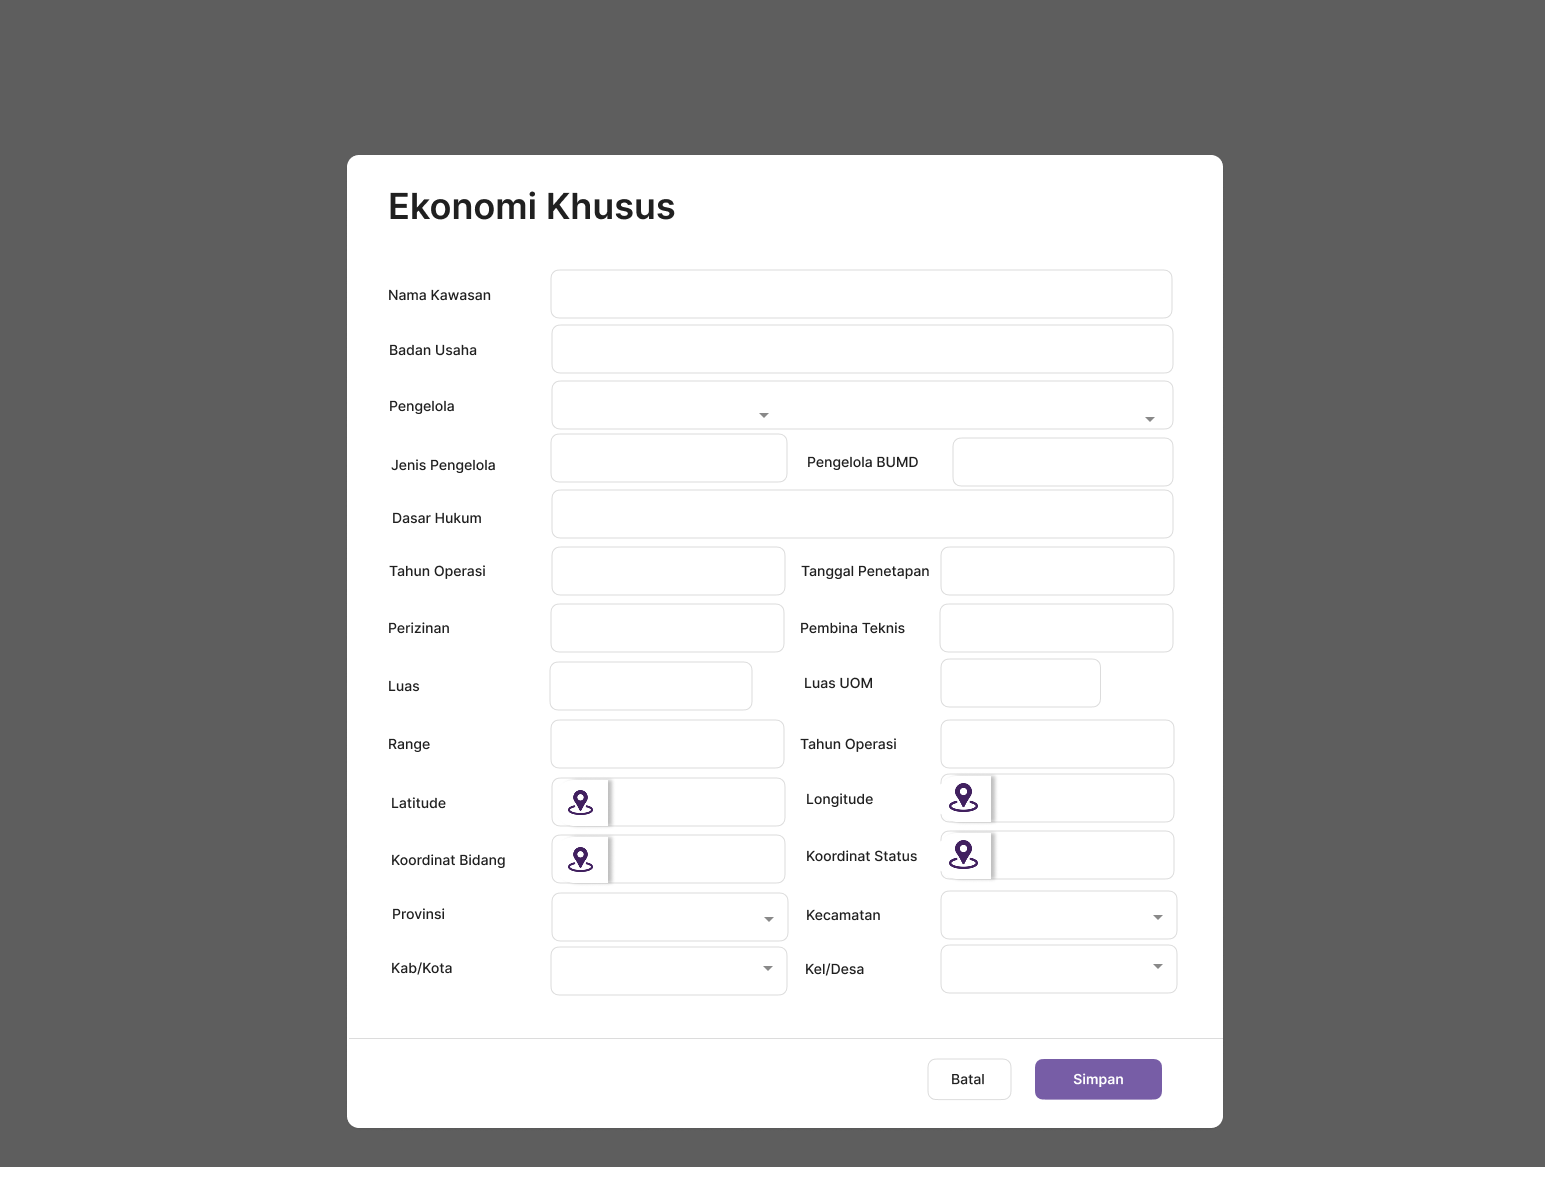 Ekonomi Khusus
Nama Kawasan
Badan Usaha
Pengelola
Jenis Pengelola Pengelola BUMD
Dasar Hukum
Tahun Operasi Tanggal Penetapan
Perizinan Pembina Teknis
Luas Luas UOM
Range Tahun Operasi
Latitude Longitude
Koordinat Bidang Koordinat Status
Provinsi Kecamatan
Kab/Kota Kel/Desa
Batal Simpan